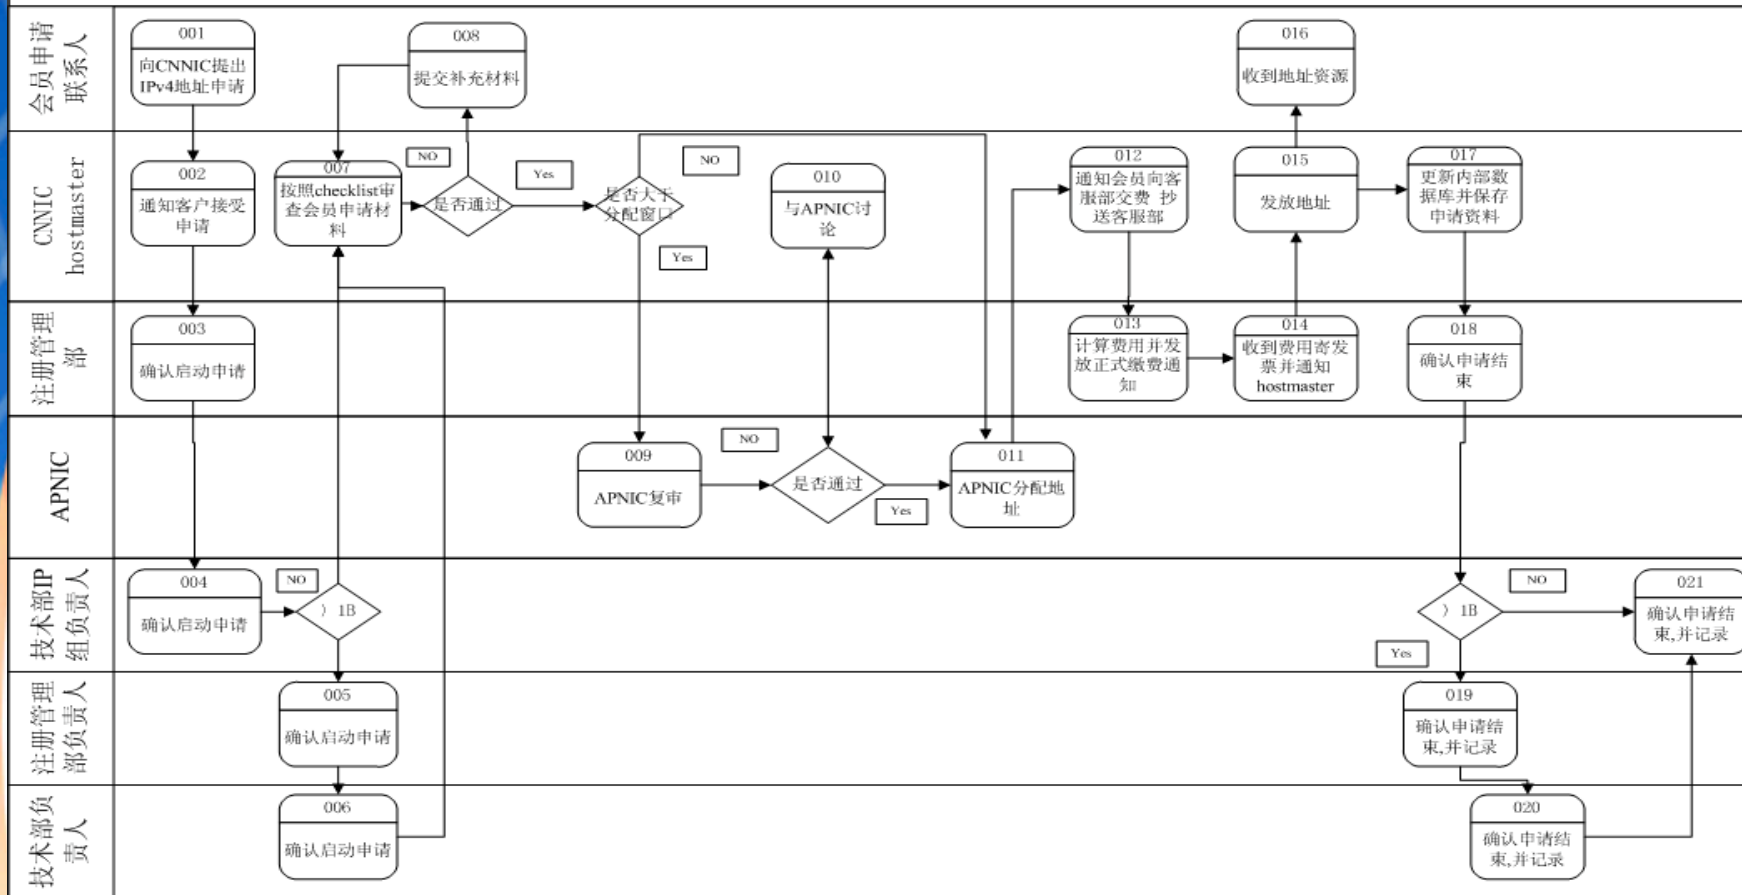 会员申请
联系人
001
向CNNIC提出
IPv4地址申请
008
提交补充材料
016
收到地址资源
CNNIC
hostmaster
002
通知客户接受
申请
007
按照checklist审
查会员申请材
料
NO
是否通过
Yes
是否大于
分配窗口
NO
Yes
010
与APNIC讨
论
012
通知会员向客
服部交费 抄
送客服部
015
发放地址
017
更新内部数
据库并保存
申请资料
注册管理
部
003
确认启动申请
013
计算费用并发
放正式缴费通
知
014
收到费用寄发
票并通知
hostmaster
018
确认申请结
束
APNIC
009
APNIC复审
NO
是否通过
Yes
011
APNIC分配地
址
技术部IP
组负责人
004
确认启动申请
NO
〉1B
〉1B
NO
Yes
021
确认申请结
束,并记录
注册管理
部负责人
005
确认启动申请
019
确认申请结
束,并记录
技术部负
责人
006
确认启动申请
020
确认申请结
束,并记录